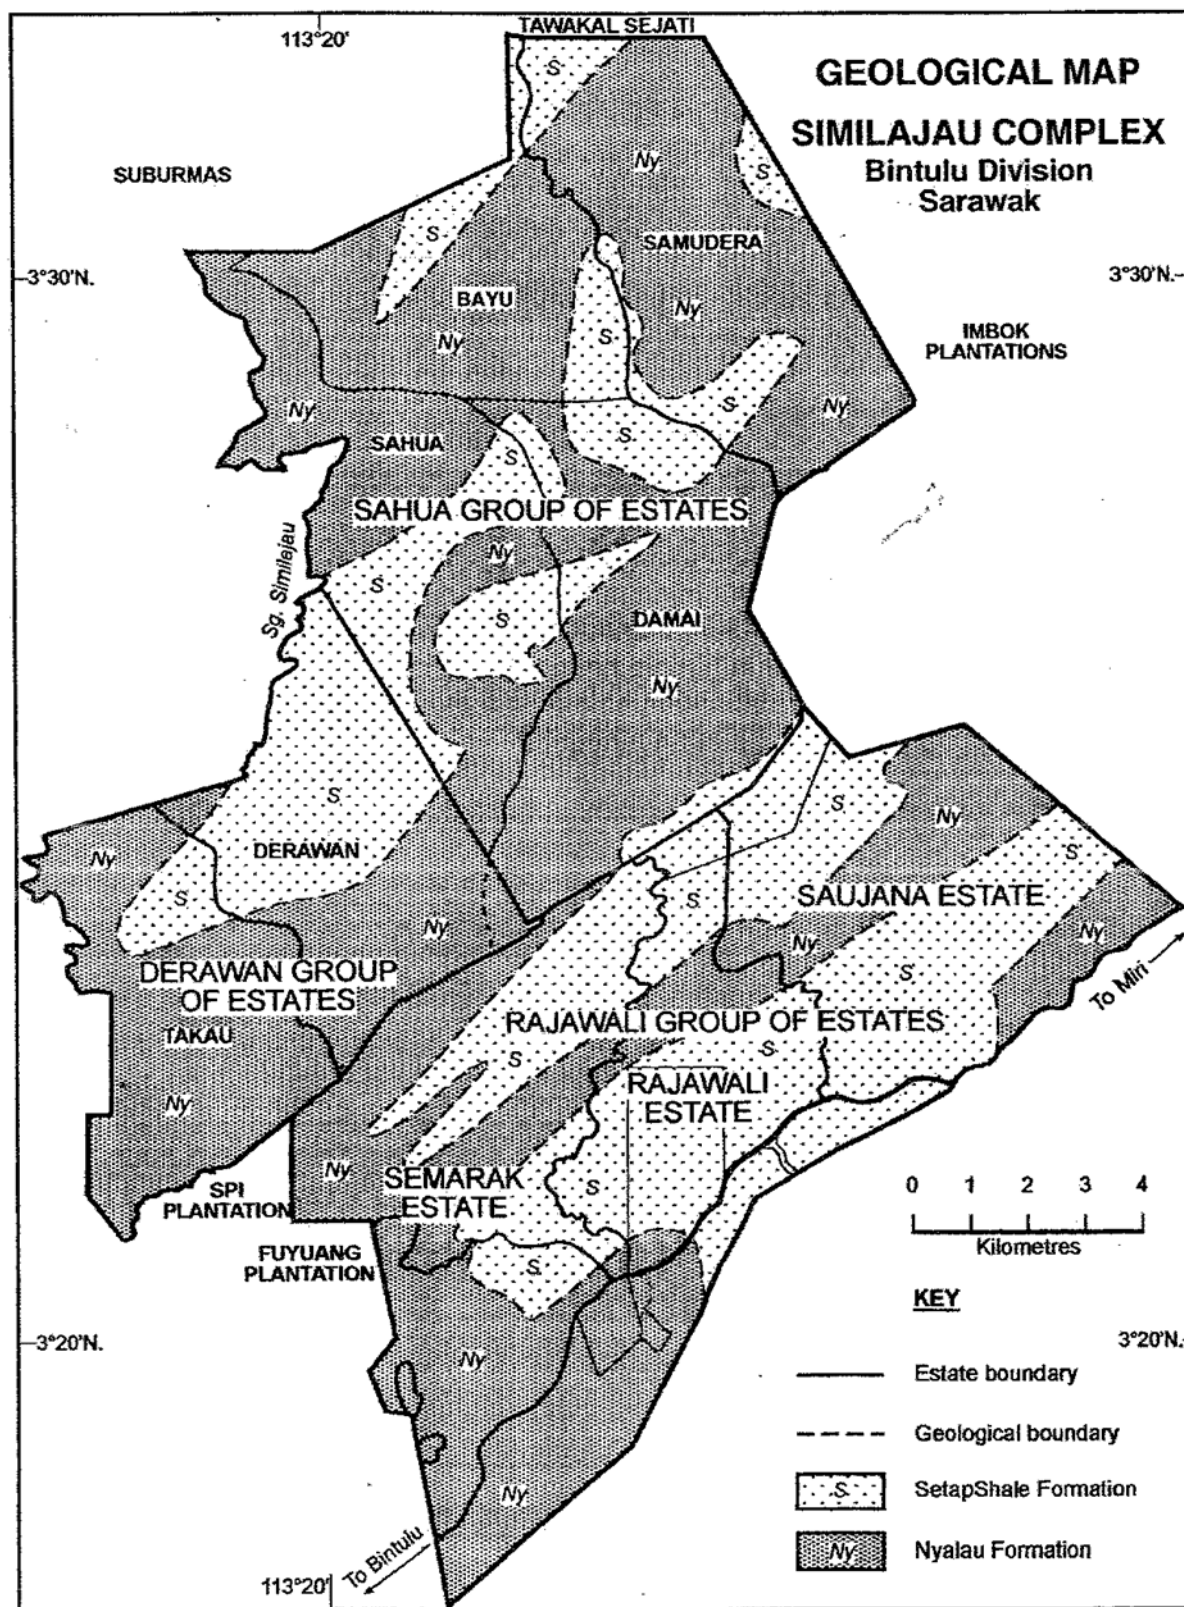 TAWAKAL SEJATI
113°20'
GEOLOGICAL MAP
SIMILAJAU COMPLEX
Bintulu Division
Sarawak
S
Ny
S
SUBURMAS
S
SAMUDERA
3°30'N.
3°30'N.
BAYU
Ny
Ny
S
IMBOK
PLANTATIONS
Ny
S
Ny
SAHUA
S
S
SAHUA GROUP OF ESTATES
Ny
S
Sg. Similajau
S
DAMAI
Ny
S
S
Ny
DERAWAN
Ny
S
S
S
SAUJANA ESTATE
Ny
Ny
Ny
DERAWAN GROUP
OF ESTATES
S
To Miri
TAKAU
RAJAWALI GROUP OF ESTATES
S
S
RAJAWALI
ESTATE
Ny
Ny
SEMARAK
ESTATE
S
SPI
PLANTATION
0 1 2 3 4
Kilometres
FUYUANG
PLANTATION
S
KEY
3°20'N.
3°20'N.
Ny
Estate boundary
Geological boundary
S
SetapShale Formation
Ny
Ny
Nyalau Formation
To Bintulu
113°20'